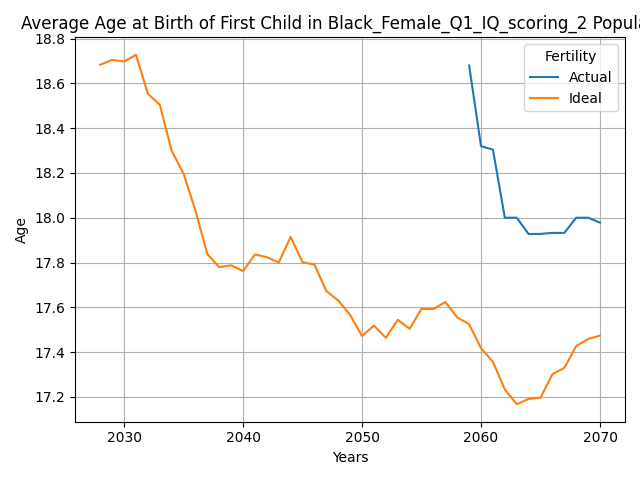 Average Age at Birth of First Child in Black_Female_Q1_IQ_scoring_2 Popula
Fertility
Actual
Ideal
18.8
18.6
18.4
18.2
18.0
17.8
17.6
17.4
17.2
Age
2030 2040 2050 2060 2070
Years